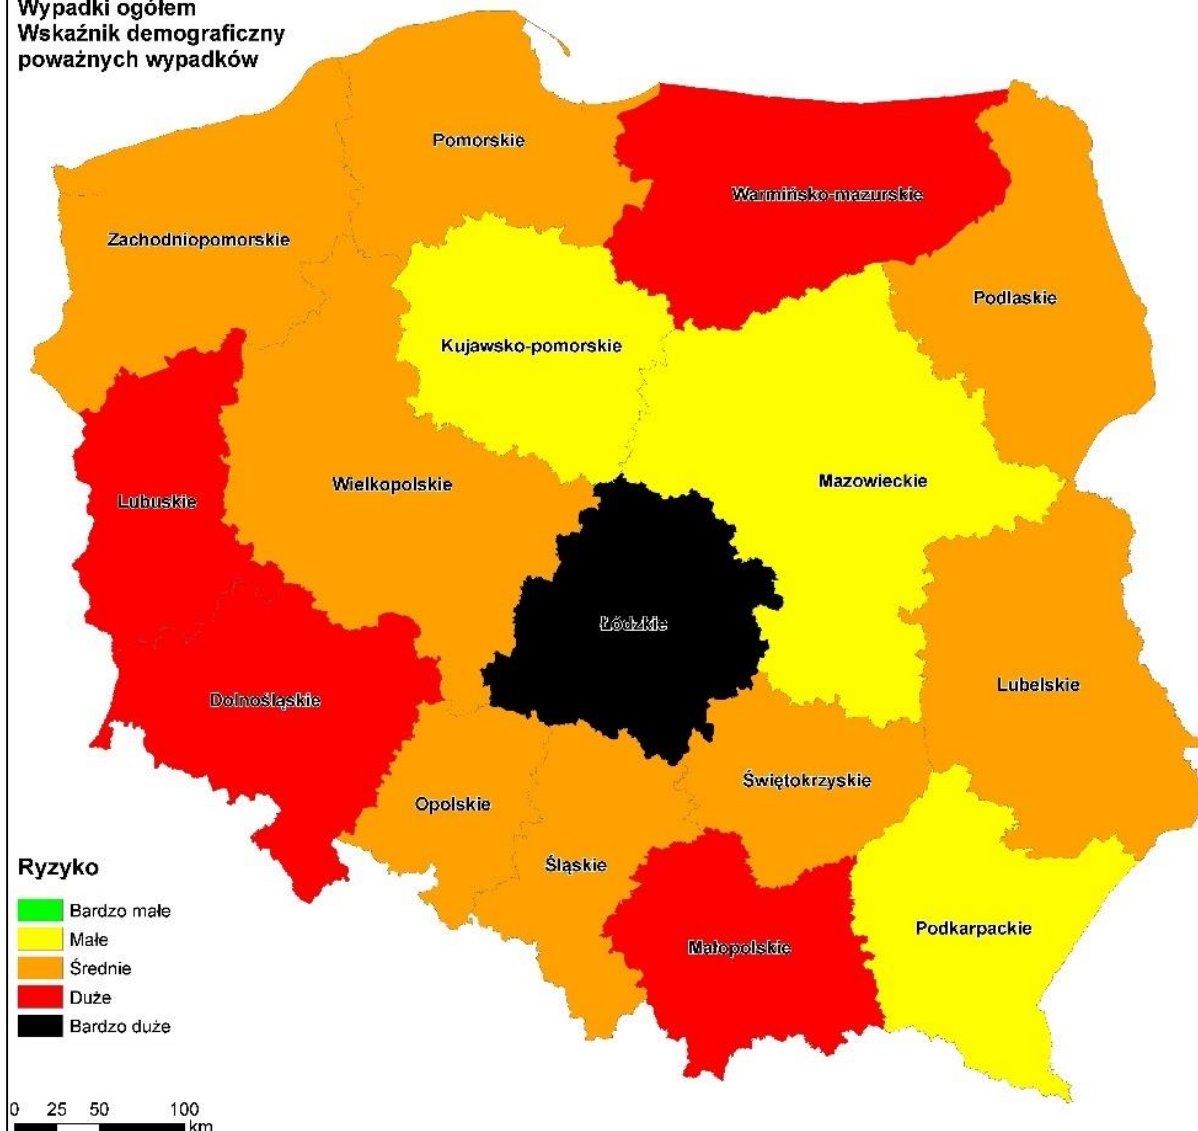 Wypadki ogółem
Wskaźnik demograficzny
poważnych wypadków
Pomorskie
Warmińsko-mazurskie
Zachodniopomorskie
Podlaskie
Kujawsko-pomorskie
Mazowieckie
Wielkopolskie
Lubuskie
Łódzkie
Lubelskie
Dolnośląskie
Świętokrzyskie
Opolskie
Śląskie
Podkarpackie
Małopolskie
Ryzyko
Bardzo małe
Małe
Średnie
Duże
Bardzo duże
0 25 50 100
km